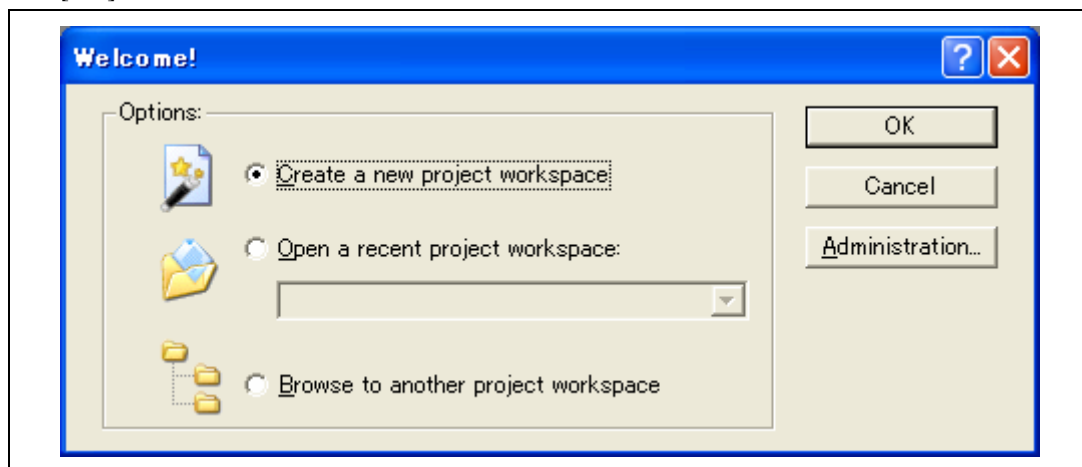 Welcome!
Options:
Create a new project workspace
Open a recent project workspace:
Browse to another project workspace
OK
Cancel
Administration...